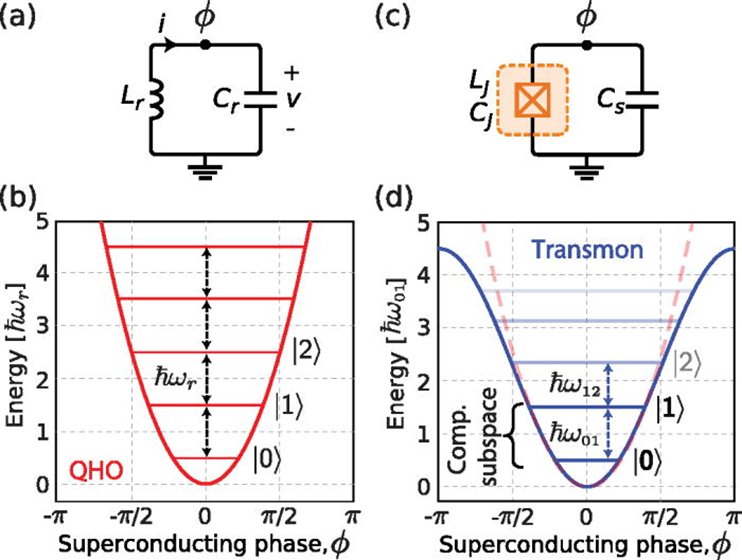 (a)
i
ϕ
L_r
C_r
+
v
-
(c)
ϕ
L_J
C_J
C_s
(b)
Energy [ℏω_r]
5
4
3
2
1
0
ℏω_r
|2⟩
|1⟩
|0⟩
QHO
-π
-π/2
0
π/2
π
Superconducting phase, ϕ
(d)
Energy [ℏω_01]
5
4
3
2
1
0
Transmon
|2⟩
ℏω_12
|1⟩
ℏω_01
|0⟩
Comp.
subspace
-π
-π/2
0
π/2
π
Superconducting phase, ϕ